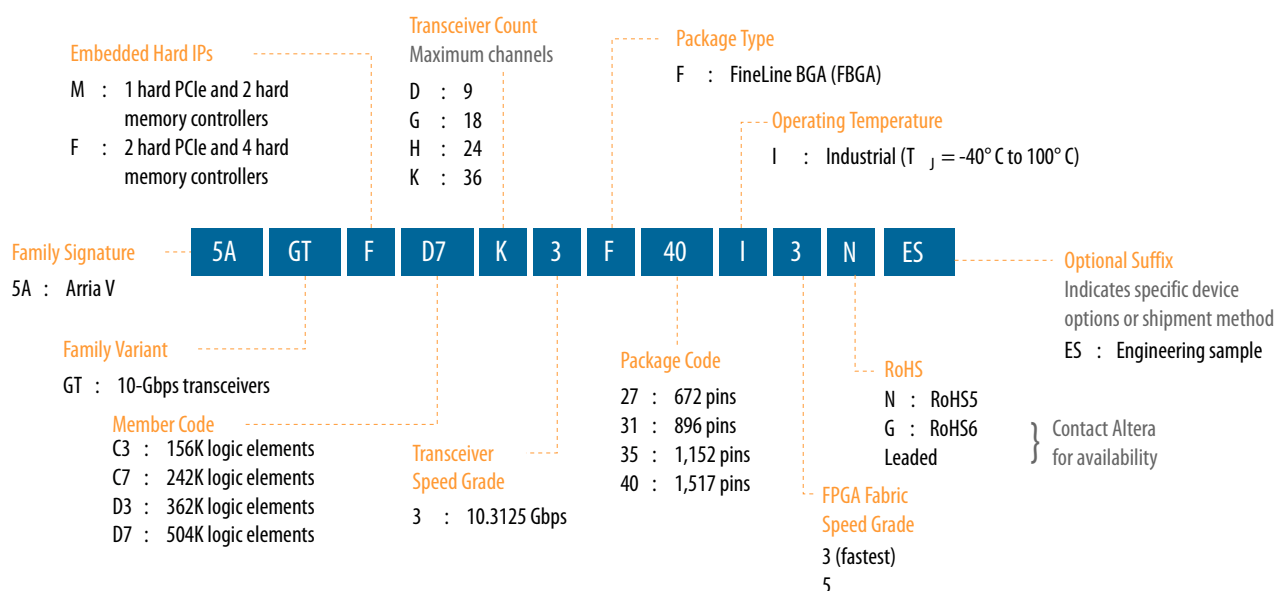 Embedded Hard IPs
M : 1 hard PCIe and 2 hard
memory controllers
F : 2 hard PCIe and 4 hard
memory controllers
Transceiver Count
Maximum channels
D : 9
G : 18
H : 24
K : 36
Package Type
F : FineLine BGA (FBGA)
Operating Temperature
I : Industrial (T J = -40° C to 100° C)
Family Signature
5A : Arria V
5A GT F D7 K 3 F 40 I 3 N ES
Optional Suffix
Indicates specific device
options or shipment method
ES : Engineering sample
Family Variant
GT : 10-Gbps transceivers
Member Code
C3 : 156K logic elements
C7 : 242K logic elements
D3 : 362K logic elements
D7 : 504K logic elements
Transceiver
Speed Grade
3 : 10.3125 Gbps
Package Code
27 : 672 pins
31 : 896 pins
35 : 1,152 pins
40 : 1,517 pins
RoHS
N : RoHS5
G : RoHS6
Leaded
} Contact Altera
for availability
FPGA Fabric
Speed Grade
3 (fastest)
5